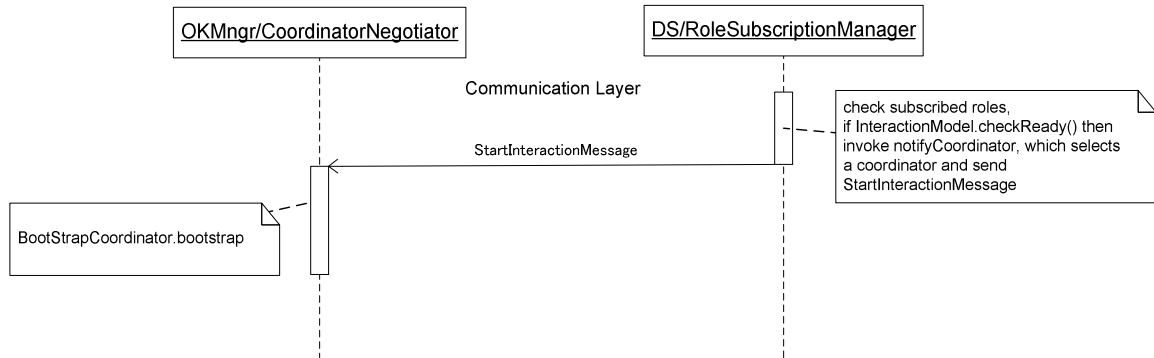 OKMngr/CoordinatorNegotiator
DS/RoleSubscriptionManager
Communication Layer
check subscribed roles,
if InteractionModel.checkReady() then
invoke notifyCoordinator, which selects
a coordinator and send
StartInteractionMessage
StartInteractionMessage
BootStrapCoordinator.bootstrap